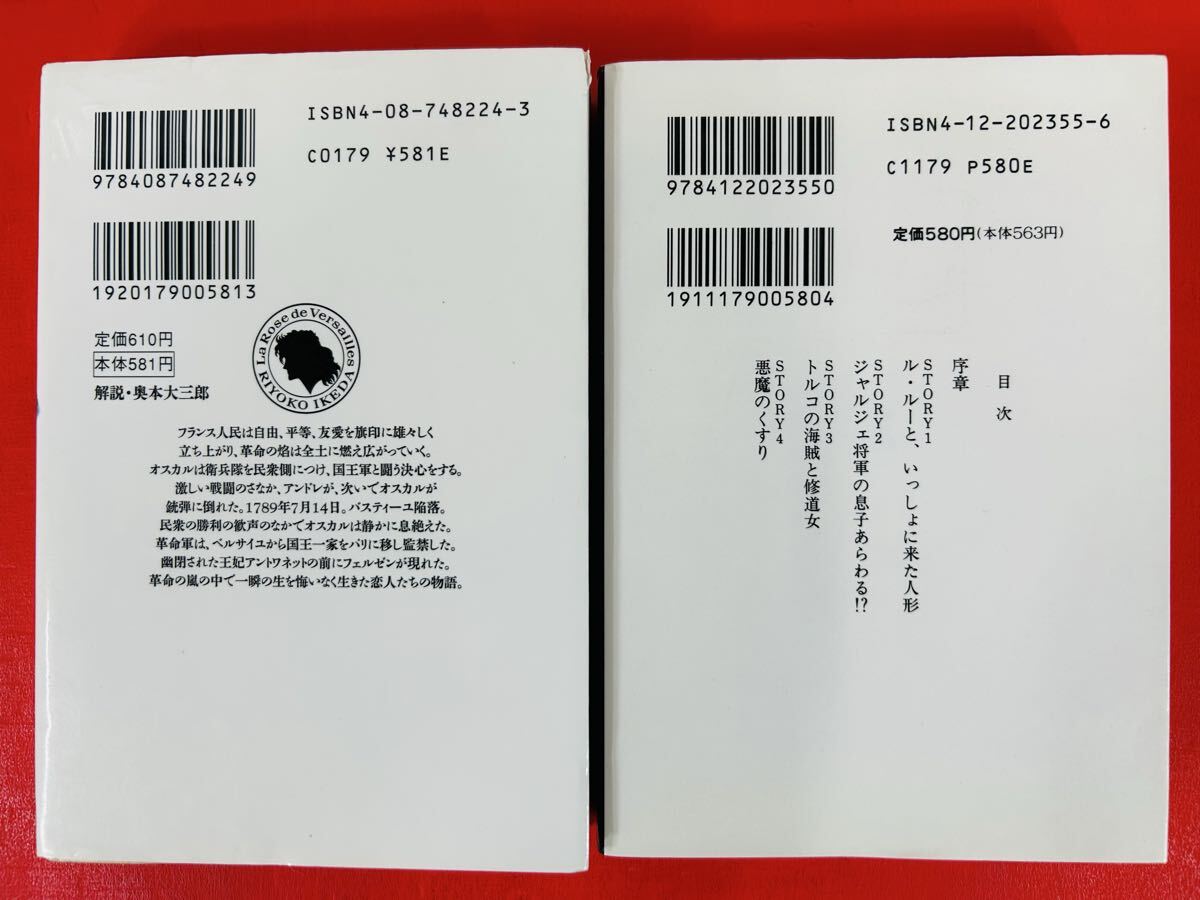 ISBN4-08-748224-3
9784087482249
C0179 ¥581E
1920179005813
定価610円
本体581円
解説・奥本大三郎
La Rose de Versailles
RIYOKO IKEDA
フランス人民は自由、平等、友愛を旗印に雄々しく
立ち上がり、革命の焰は全土に燃え広がっていく。
オスカルは衛兵隊を民衆側につけ、国王軍と闘う決心をする。
激しい戦闘のさなか、アンドレが、次いでオスカルが
銃弾に倒れた。1789年7月14日。バスティーユ陥落。
民衆の勝利の歓声のなかでオスカルは静かに息絶えた。
革命軍は、ベルサイユから国王一家をパリに移し監禁した。
幽閉された王妃アントワネットの前にフェルゼンが現れた。
革命の嵐の中で一瞬の生を悔いなく生きた恋人たちの物語。
ISBN4-12-202355-6
9784122023550
C1179 P580E
定価580円(本体563円)
1911179005804
目次
序章
STORY1
ル・ルーと、いっしょに来た人形
STORY2
ジャルジェ将軍の息子あらわる!?
STORY3
トルコの海賊と修道女
STORY4
悪魔のくすり